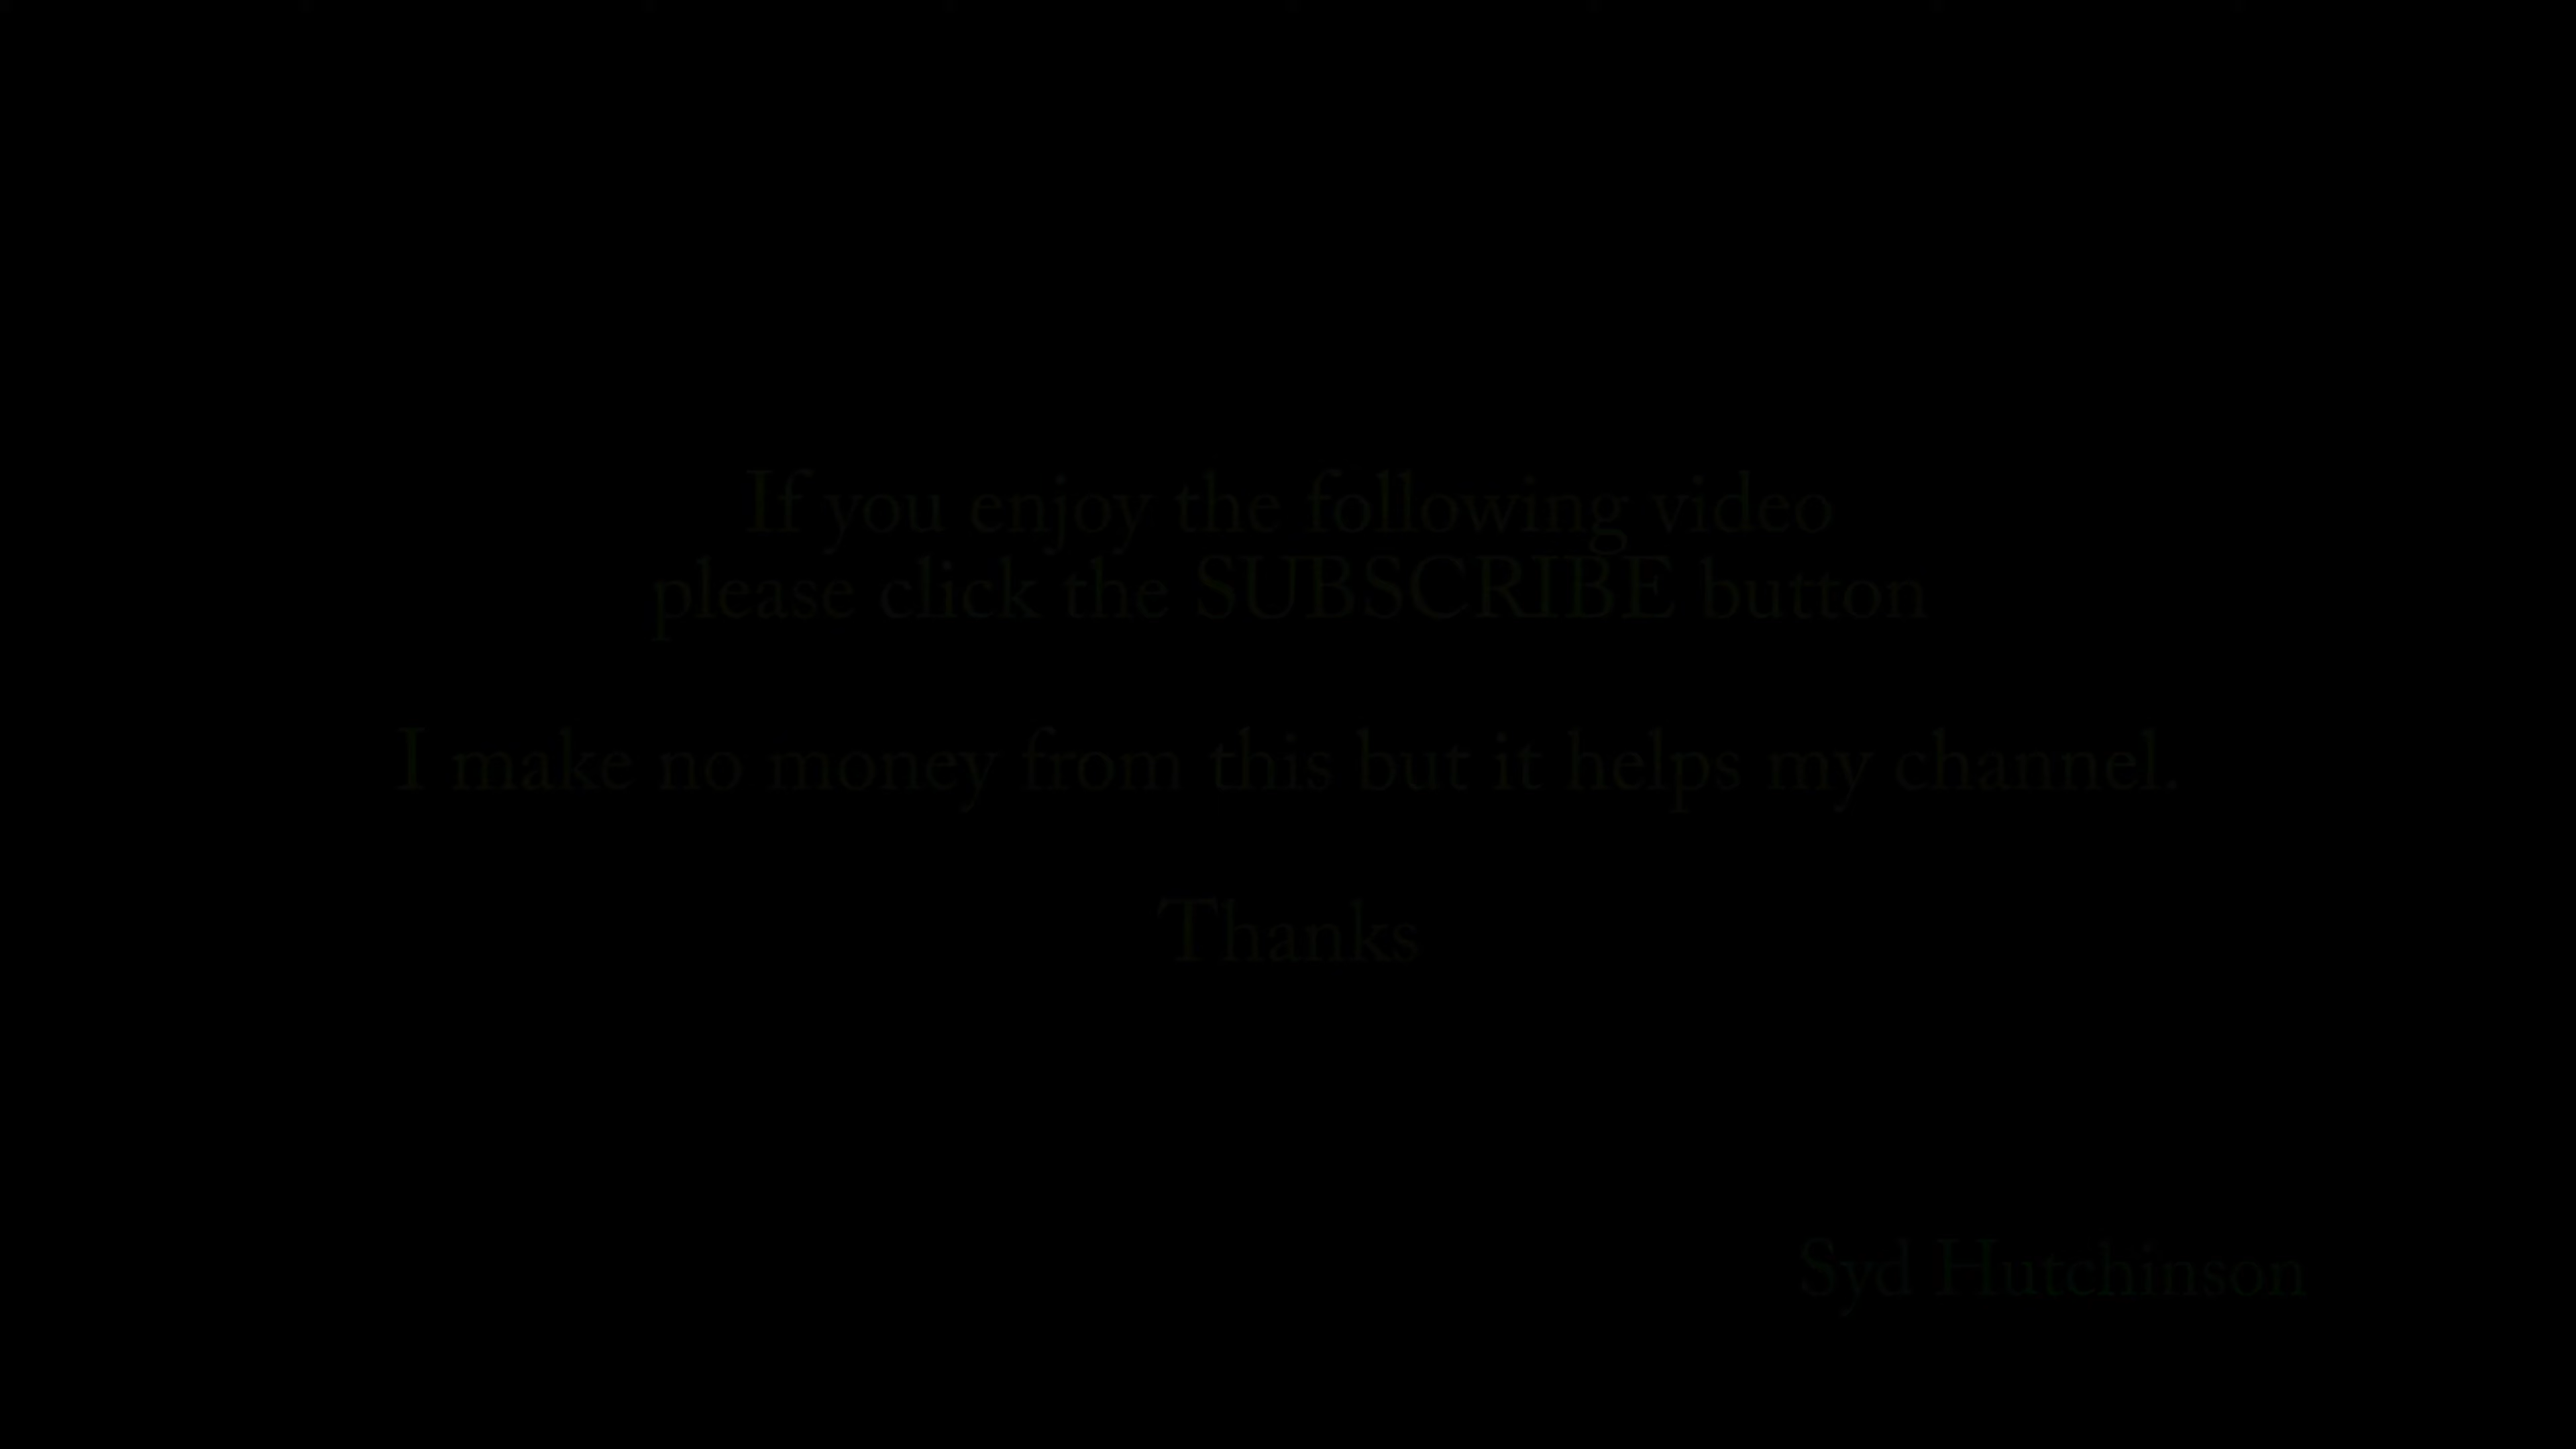 If you enjoy the following video
please click the SUBSCRIBE button
I make no money from this but it helps my channel.
Thanks
Syd Hutchinson